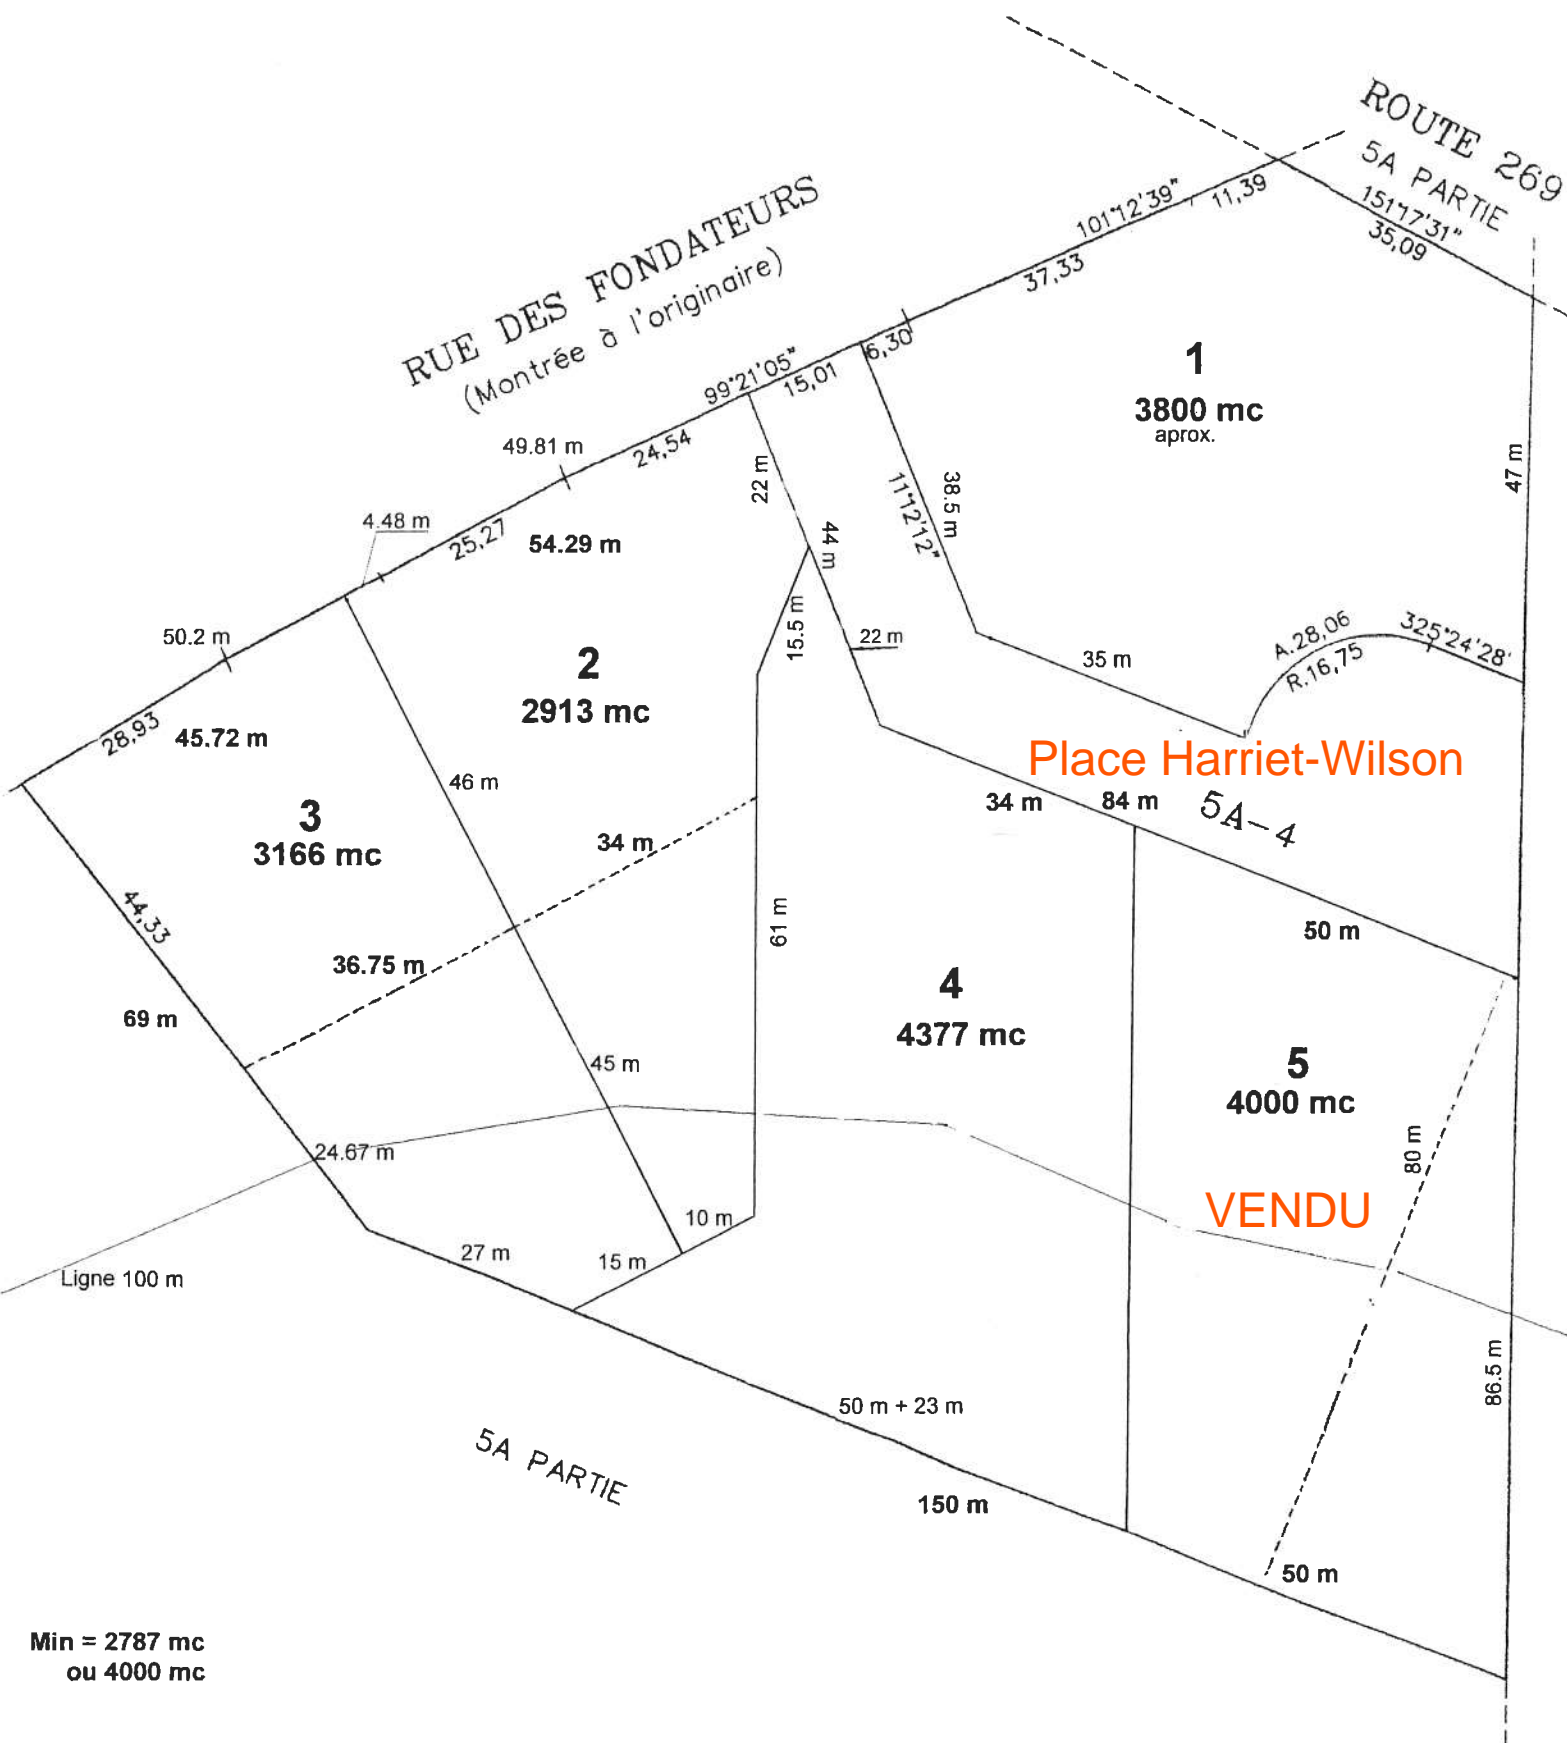 ROUTE 269
5A PARTIE
151°17'31"
35,09
11,39
101°12'39"
37,33
RUE DES FONDATEURS
(Montrée à l'originaire)
6,30
99°21'05"
15,01
1
3800 mc
aprox.
49.81 m
24,54
22 m
38.5 m
11°12'12"
47 m
4.48 m
25,27
54.29 m
44 m
15.5 m
50.2 m
22 m
35 m
A.28,06
R.16,75
325°24'28'
2
2913 mc
28,93
45.72 m
46 m
Place Harriet-Wilson
34 m
84 m
5A-4
3
3166 mc
34 m
44,33
61 m
50 m
36.75 m
69 m
4
4377 mc
45 m
5
4000 mc
80 m
24.67 m
VENDU
10 m
27 m
15 m
Ligne 100 m
86.5 m
50 m + 23 m
5A PARTIE
150 m
50 m
Min = 2787 mc
ou 4000 mc